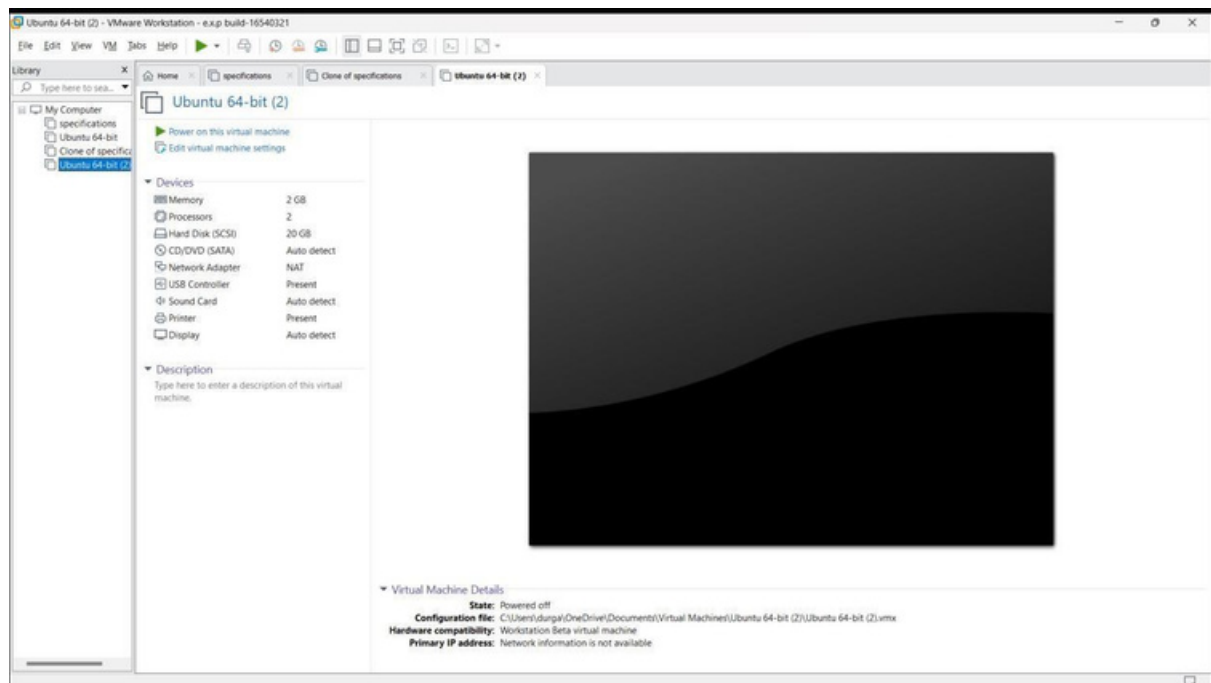 Ubuntu 64-bit (2) - VMware Workstation - e.x.p build-16540321
File Edit View VM Tabs Help
Library x
Type here to sea...
Home
specifications
Clone of specifications
Ubuntu 64-bit (2)
My Computer
specifications
Ubuntu 64-bit
Clone of specific
Ubuntu 64-bit (2)
Ubuntu 64-bit (2)
Power on this virtual machine
Edit virtual machine settings
Devices
Memory 2 GB
Processors 2
Hard Disk (SCSI) 20 GB
CD/DVD (SATA) Auto detect
Network Adapter NAT
USB Controller Present
Sound Card Auto detect
Printer Present
Display Auto detect
Description
Type here to enter a description of this virtual
machine.
Virtual Machine Details
State: Powered off
Configuration file: C:\Users\durga\OneDrive\Documents\Virtual Machines\Ubuntu 64-bit (2)\Ubuntu 64-bit (2).vmx
Hardware compatibility: Workstation Beta virtual machine
Primary IP address: Network information is not available